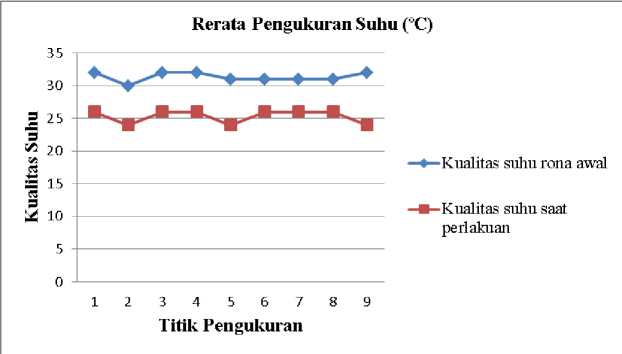 Rerata Pengukuran Suhu (°C)
Kualitas Suhu
35
30
25
20
15
10
5
0
1 2 3 4 5 6 7 8 9
Titik Pengukuran
Kualitas suhu rona awal
Kualitas suhu saat
perlakuan